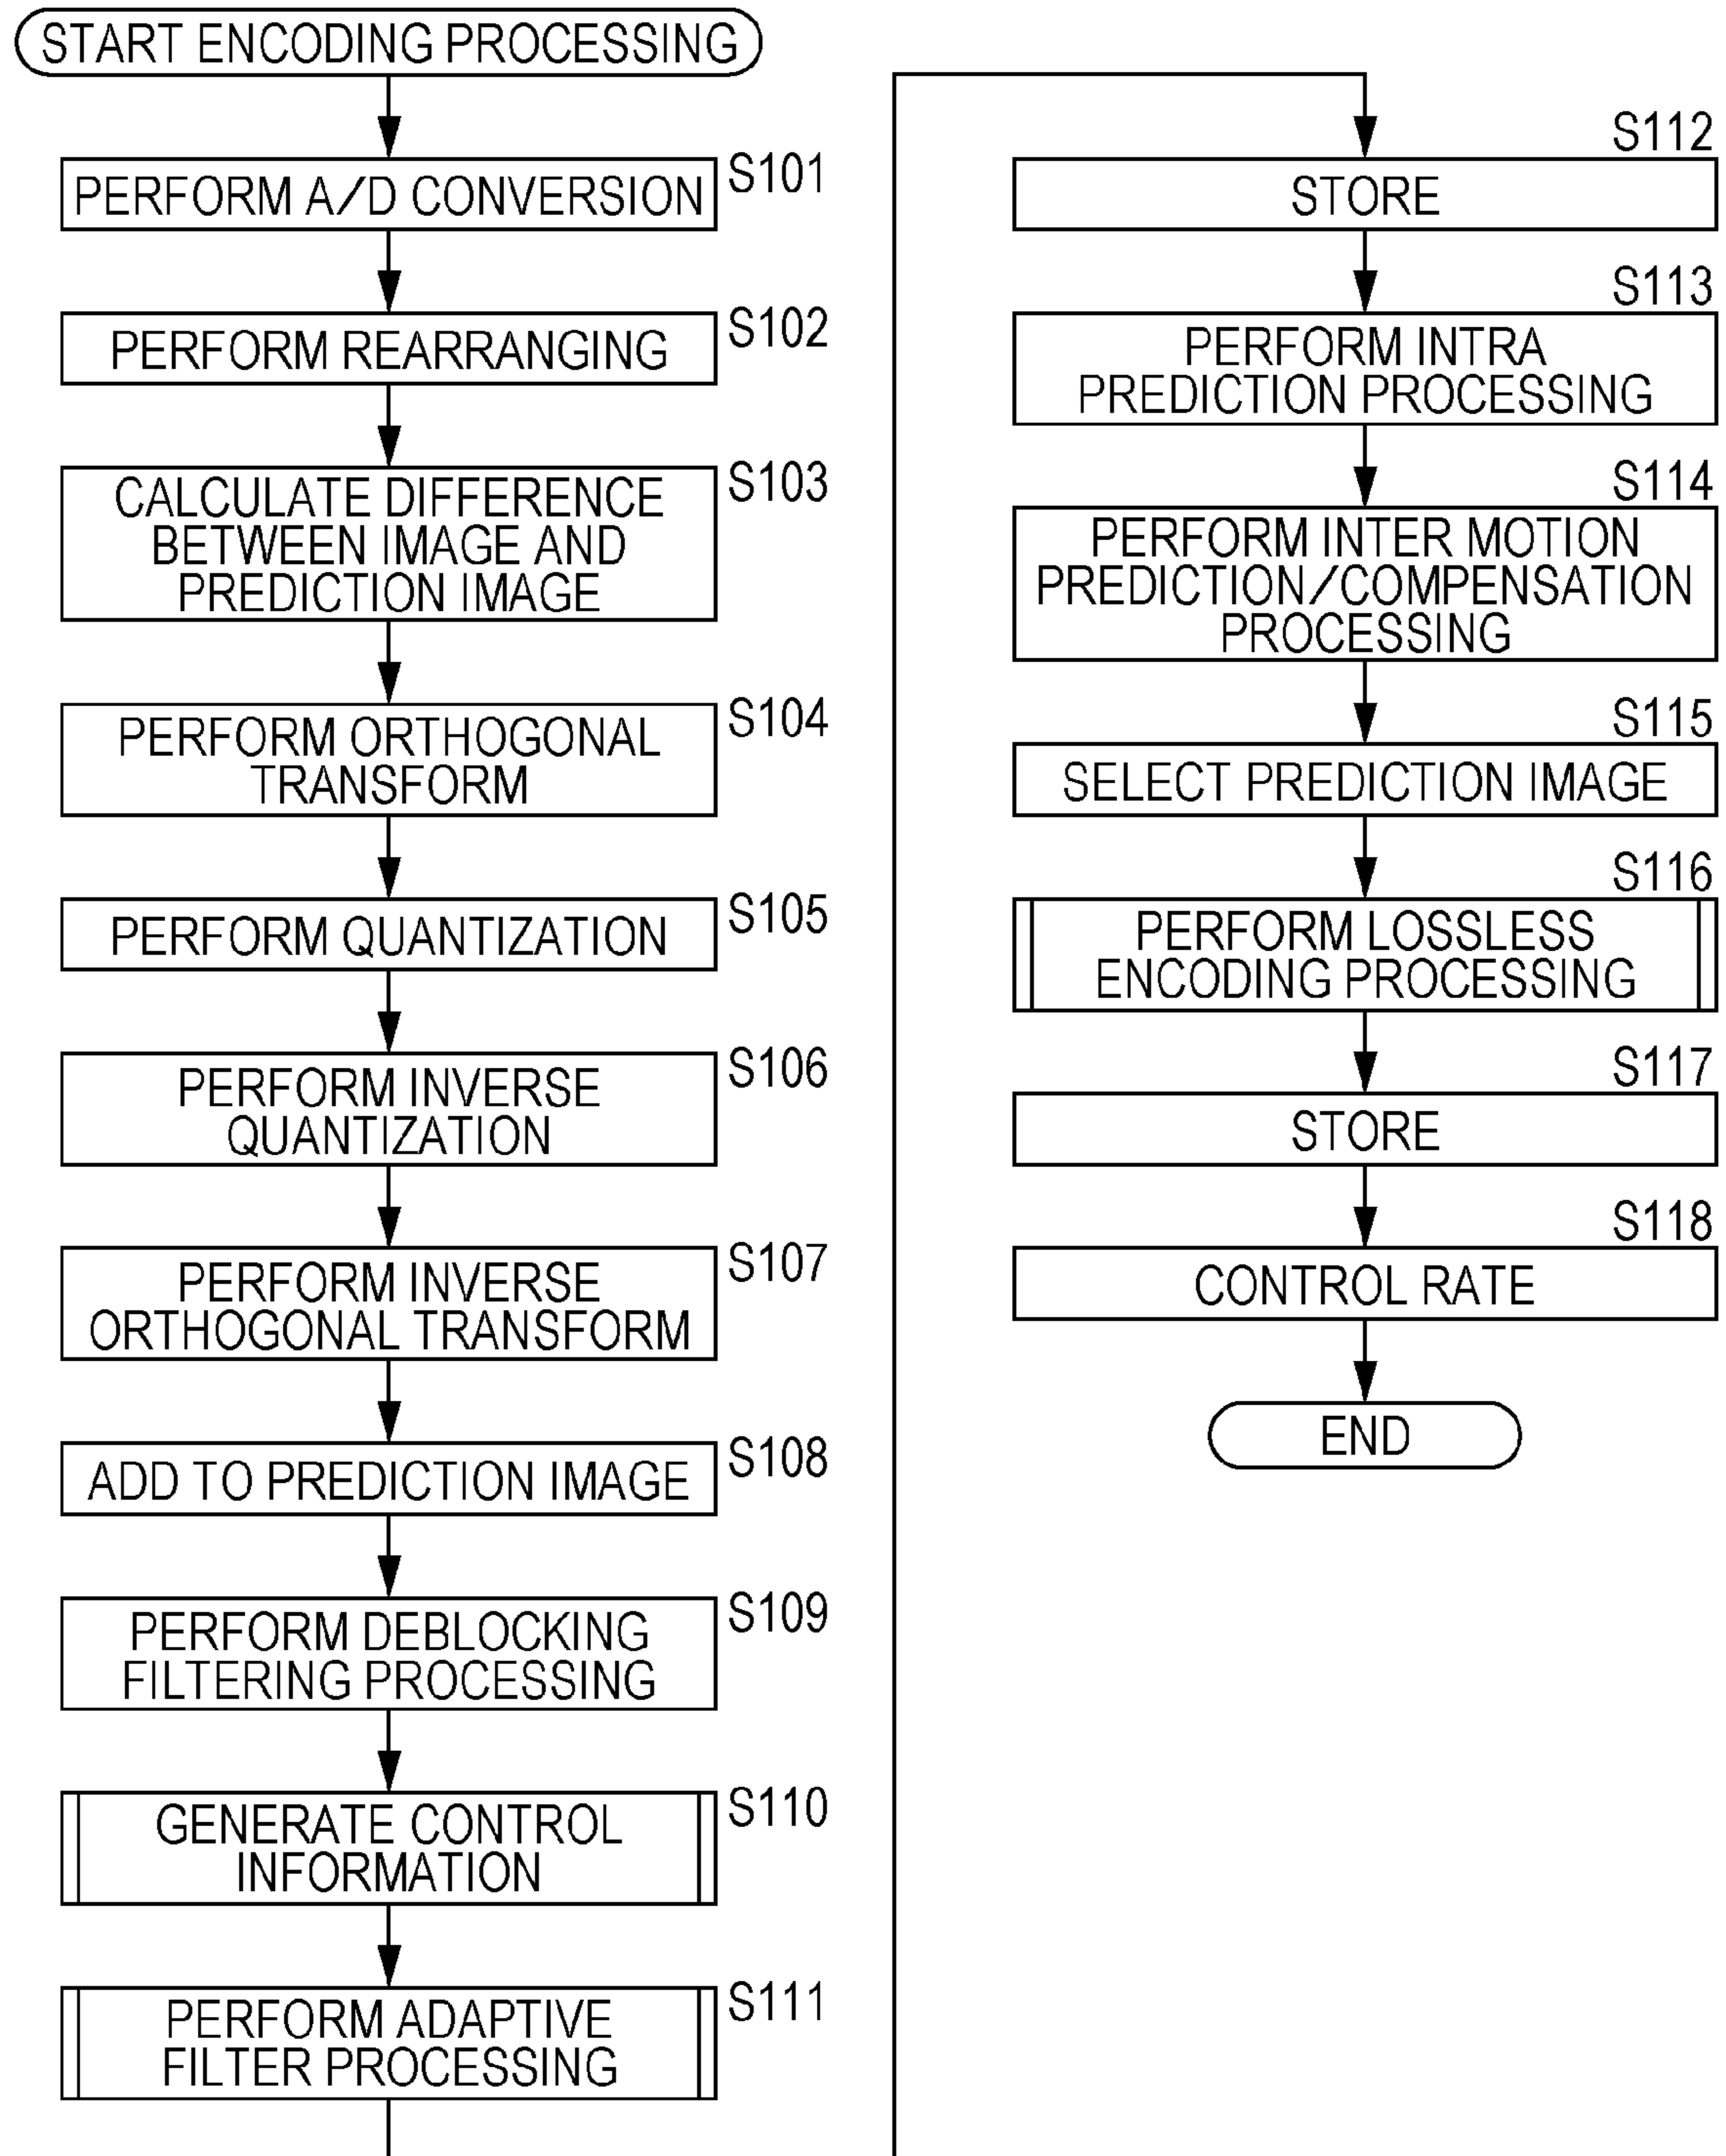 START ENCODING PROCESSING
S101
PERFORM A/D CONVERSION
S102
PERFORM REARRANGING
S103
CALCULATE DIFFERENCE
BETWEEN IMAGE AND
PREDICTION IMAGE
S104
PERFORM ORTHOGONAL
TRANSFORM
S105
PERFORM QUANTIZATION
S106
PERFORM INVERSE
QUANTIZATION
S107
PERFORM INVERSE
ORTHOGONAL TRANSFORM
S108
ADD TO PREDICTION IMAGE
S109
PERFORM DEBLOCKING
FILTERING PROCESSING
S110
GENERATE CONTROL
INFORMATION
S111
PERFORM ADAPTIVE
FILTER PROCESSING
S112
STORE
S113
PERFORM INTRA
PREDICTION PROCESSING
S114
PERFORM INTER MOTION
PREDICTION/COMPENSATION
PROCESSING
S115
SELECT PREDICTION IMAGE
S116
PERFORM LOSSLESS
ENCODING PROCESSING
S117
STORE
S118
CONTROL RATE
END